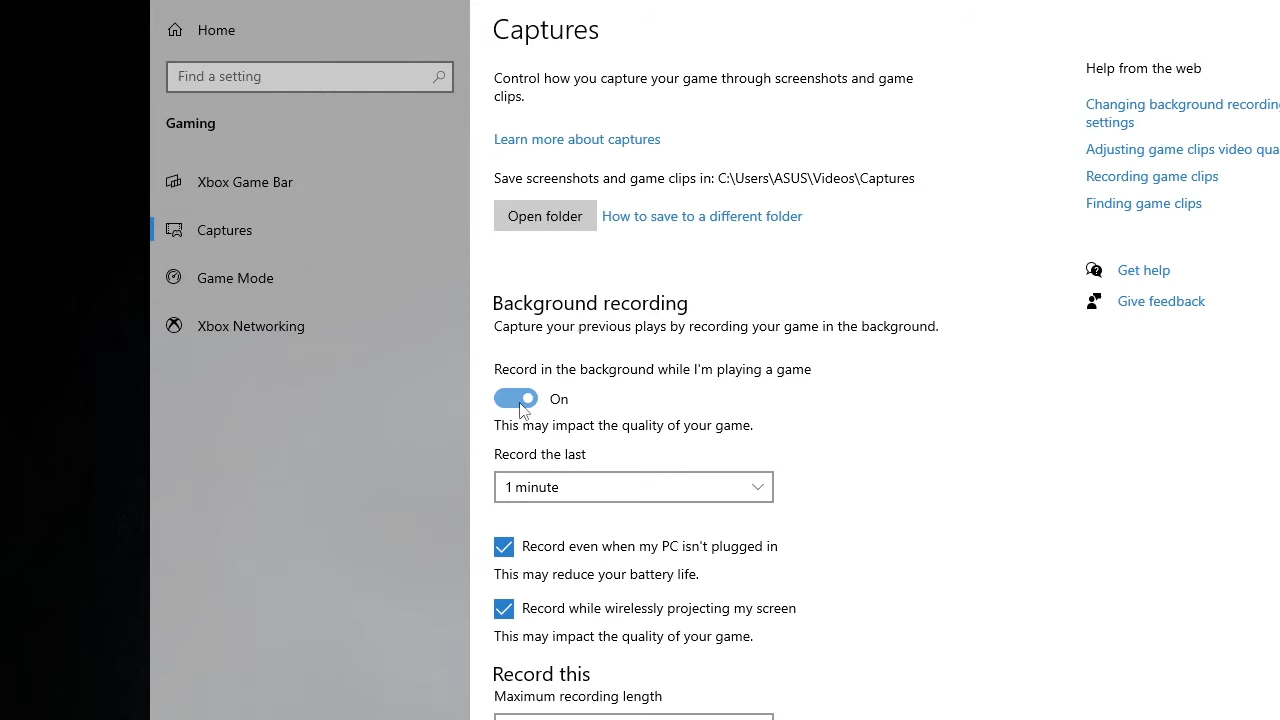 Home
Find a setting
Gaming
Xbox Game Bar
Captures
Game Mode
Xbox Networking
Captures
Control how you capture your game through screenshots and game
clips.
Learn more about captures
Save screenshots and game clips in: C:\Users\ASUS\Videos\Captures
Open folder
How to save to a different folder
Background recording
Capture your previous plays by recording your game in the background.
Record in the background while I'm playing a game
On
This may impact the quality of your game.
Record the last
1 minute
Record even when my PC isn't plugged in
This may reduce your battery life.
Record while wirelessly projecting my screen
This may impact the quality of your game.
Record this
Maximum recording length
Help from the web
Changing background recording
settings
Adjusting game clips video qua
Recording game clips
Finding game clips
Get help
Give feedback